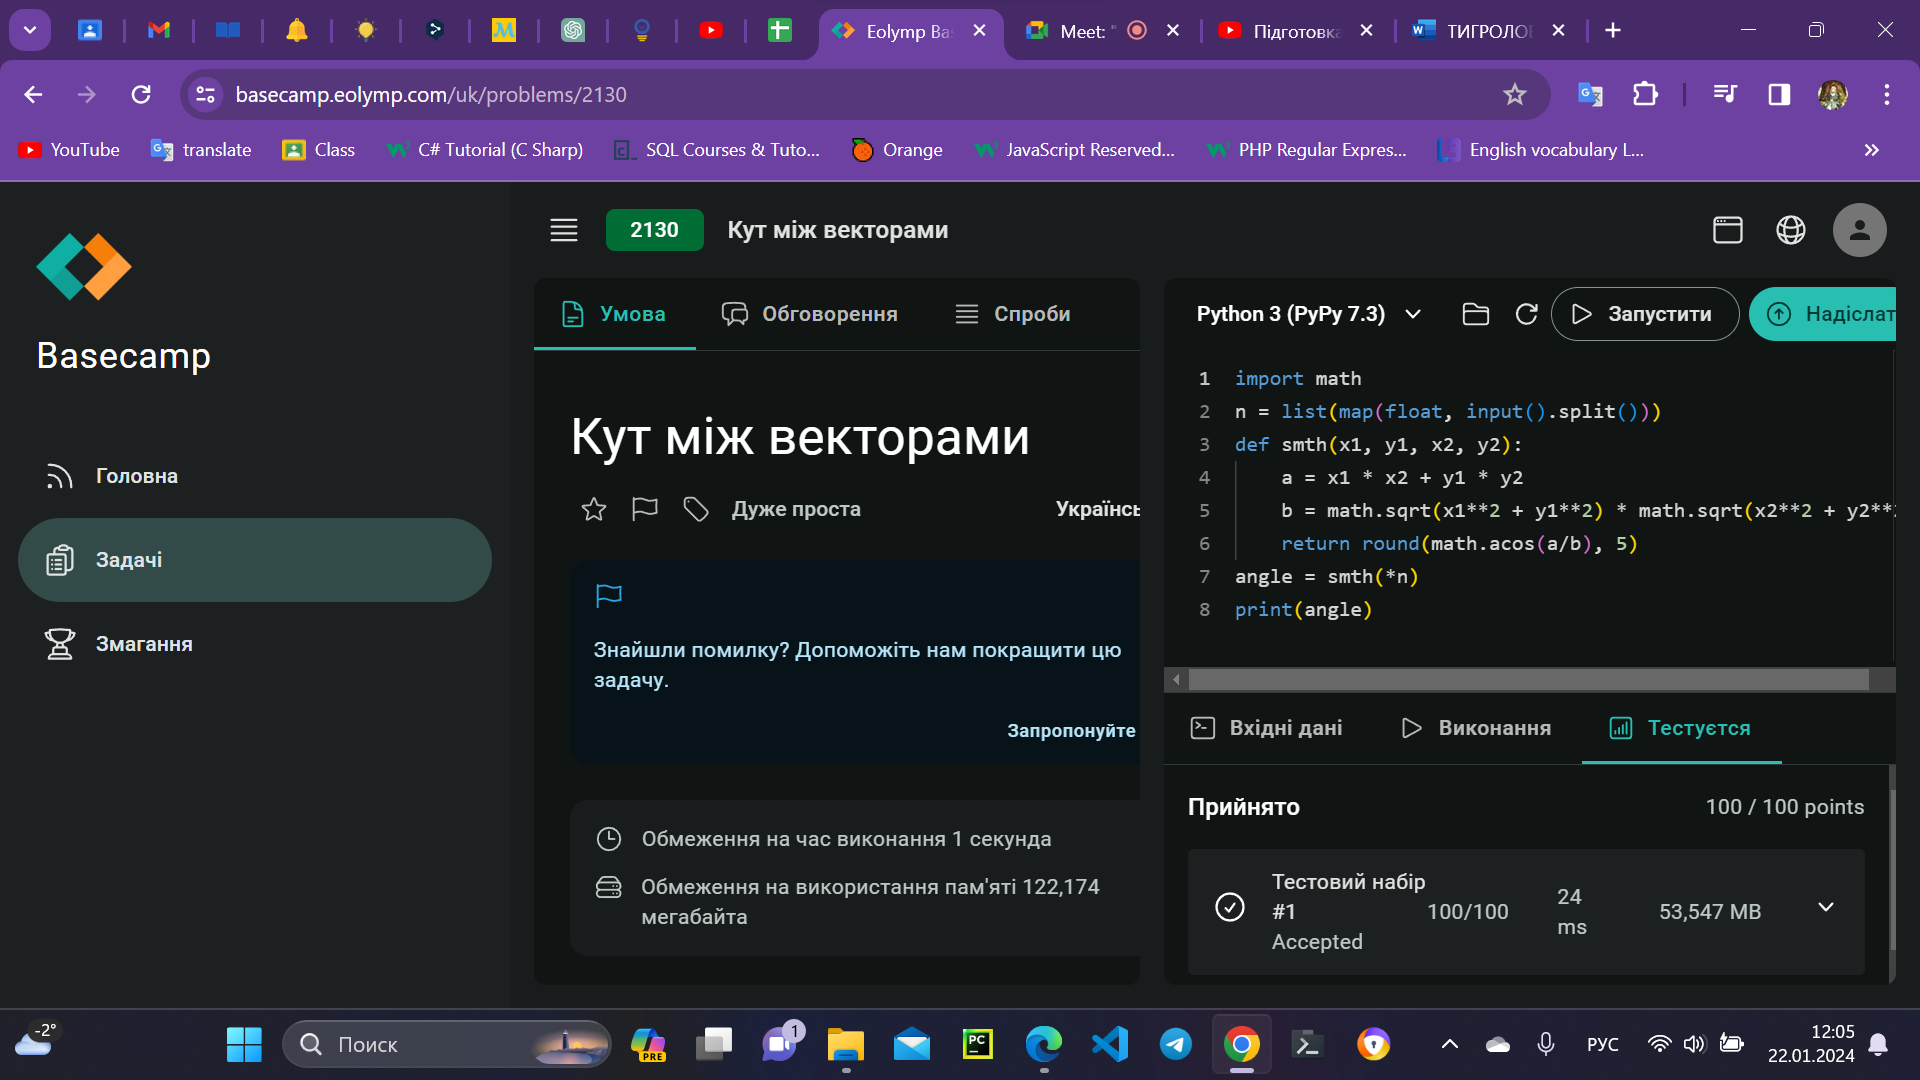 Eolymp Ba
Meet: "
Підготовка
ТИГРОЛО
basecamp.eolymp.com/uk/problems/2130
YouTube
translate
Class
C# Tutorial (C Sharp)
SQL Courses & Tuto...
Orange
JavaScript Reserved...
PHP Regular Expres...
English vocabulary L...
2130
Кут між векторами
Basecamp
Головна
Задачі
Змагання
Умова
Обговорення
Спроби
Кут між векторами
Дуже проста
Українсь
Знайшли помилку? Допоможіть нам покращити цю
задачу.
Запропонуйте
Обмеження на час виконання 1 секунда
Обмеження на використання пам'яті 122,174
мегабайта
Python 3 (PyPy 7.3)
Запустити
Надіслат
1 import math
2 n = list(map(float, input().split()))
3 def smth(x1, y1, x2, y2):
4 a = x1 * x2 + y1 * y2
5 b = math.sqrt(x1**2 + y1**2) * math.sqrt(x2**2 + y2**
6 return round(math.acos(a/b), 5)
7 angle = smth(*n)
8 print(angle)
Вхідні дані
Виконання
Тестуєтся
Прийнято
100 / 100 points
Тестовий набір
#1
Accepted
100/100
24
ms
53,547 MB
-2°
Поиск
PRE
1
PC
РУС
12:05
22.01.2024